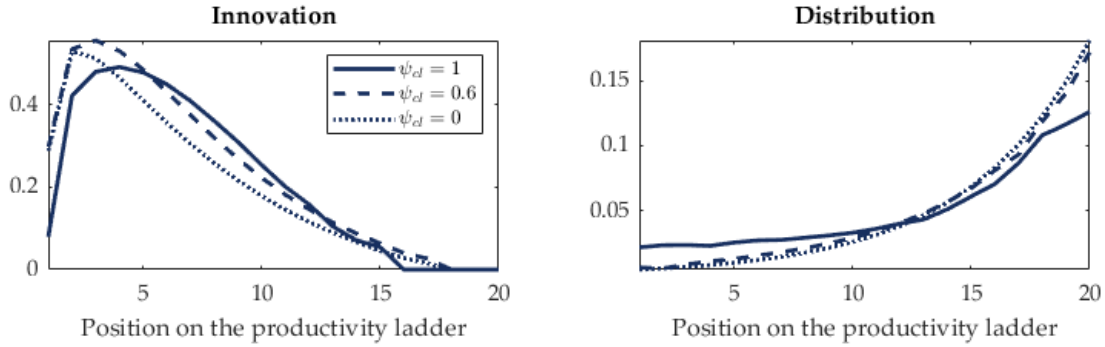 Innovation
0.4
0.2
0
5
10
15
20
Position on the productivity ladder
ψcl = 1
ψcl = 0.6
ψcl = 0
Distribution
0.15
0.1
0.05
5
10
15
20
Position on the productivity ladder